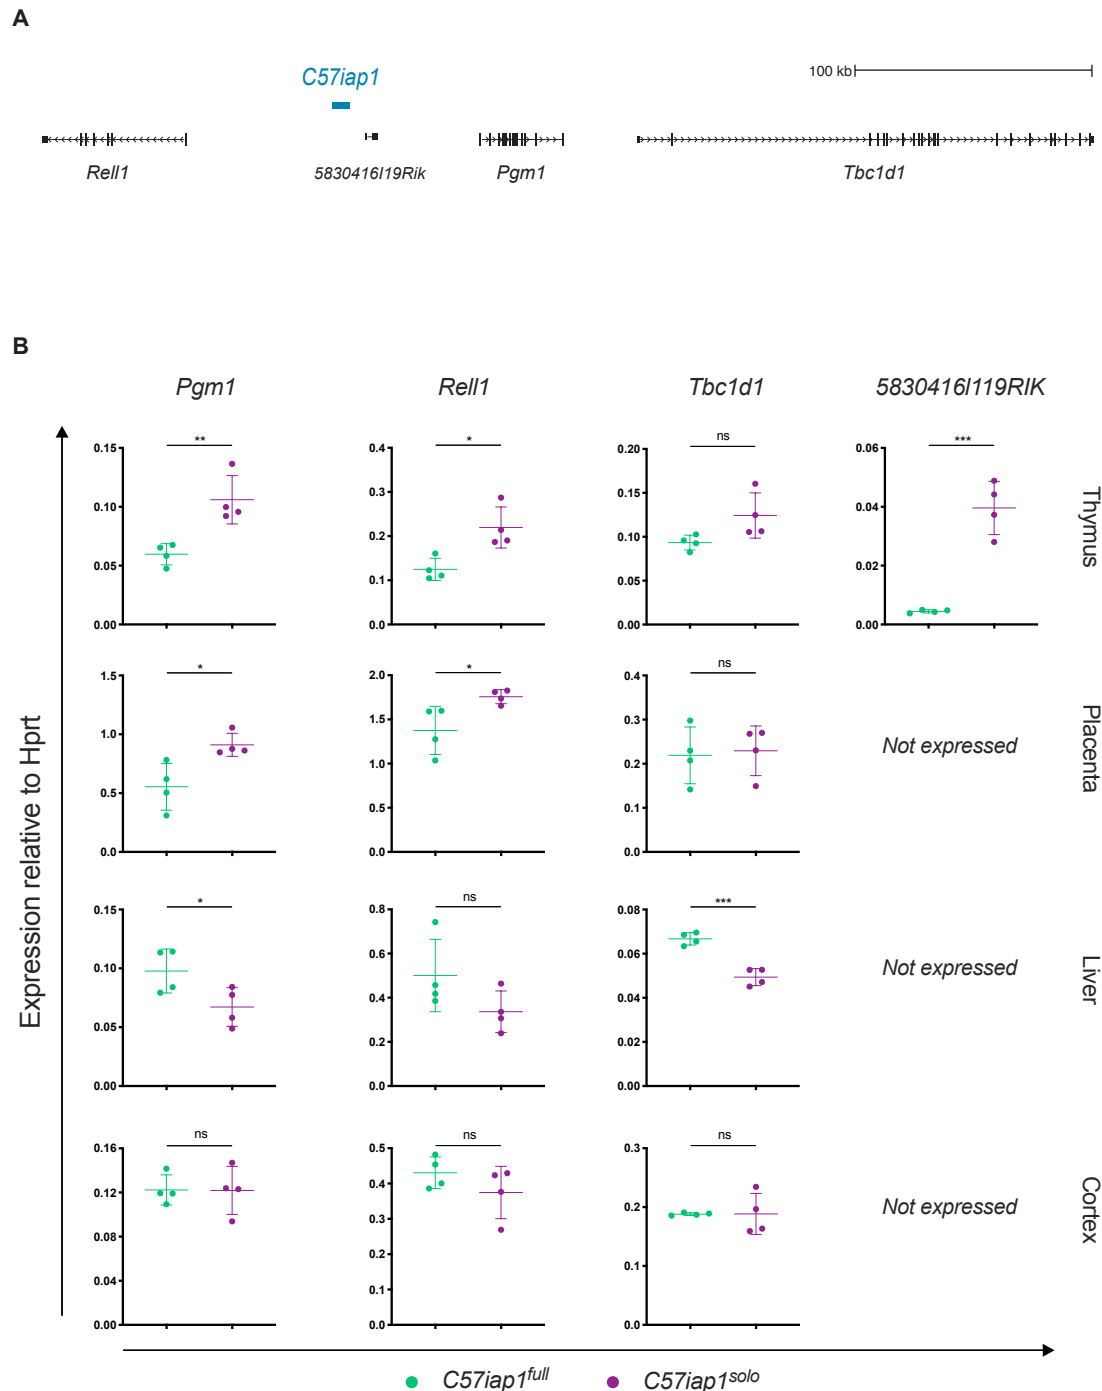 A
C57iap1
100 kb
Rell1
5830416I19Rik
Pgm1
Tbc1d1
B
Pgm1
Rell1
Tbc1d1
5830416I119RIK
Expression relative to Hprt
0.15
0.10
0.05
0.00
**
0.4
0.3
0.2
0.1
0.0
*
0.20
0.15
0.10
0.05
0.00
ns
0.06
0.04
0.02
0.00
***
Thymus
1.5
1.0
0.5
0.0
*
2.0
1.5
1.0
0.5
0.0
*
0.4
0.3
0.2
0.1
0.0
ns
Not expressed
Placenta
0.15
0.10
0.05
0.00
*
0.8
0.6
0.4
0.2
0.0
ns
0.08
0.06
0.04
0.02
0.00
***
Not expressed
Liver
0.16
0.12
0.08
0.04
0.00
ns
0.5
0.4
0.3
0.2
0.1
0.0
ns
0.3
0.2
0.1
0.0
ns
Not expressed
Cortex
C57iap1full
C57iap1solo